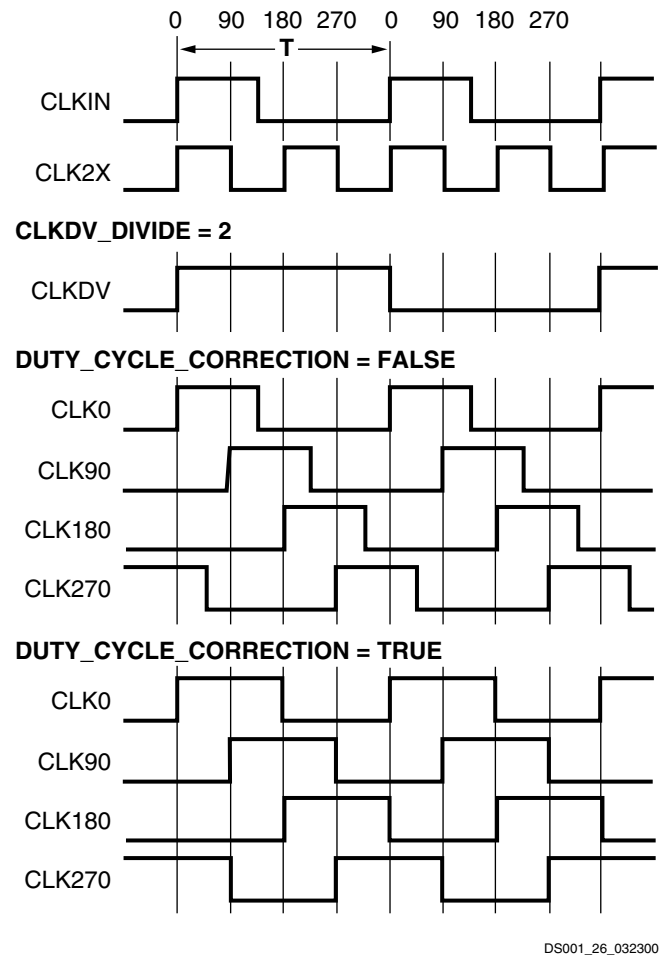 0 90 180 270 0 90 180 270
T
CLKIN
CLK2X
CLKDV_DIVIDE = 2
CLKDV
DUTY_CYCLE_CORRECTION = FALSE
CLK0
CLK90
CLK180
CLK270
DUTY_CYCLE_CORRECTION = TRUE
CLK0
CLK90
CLK180
CLK270
DS001_26_032300